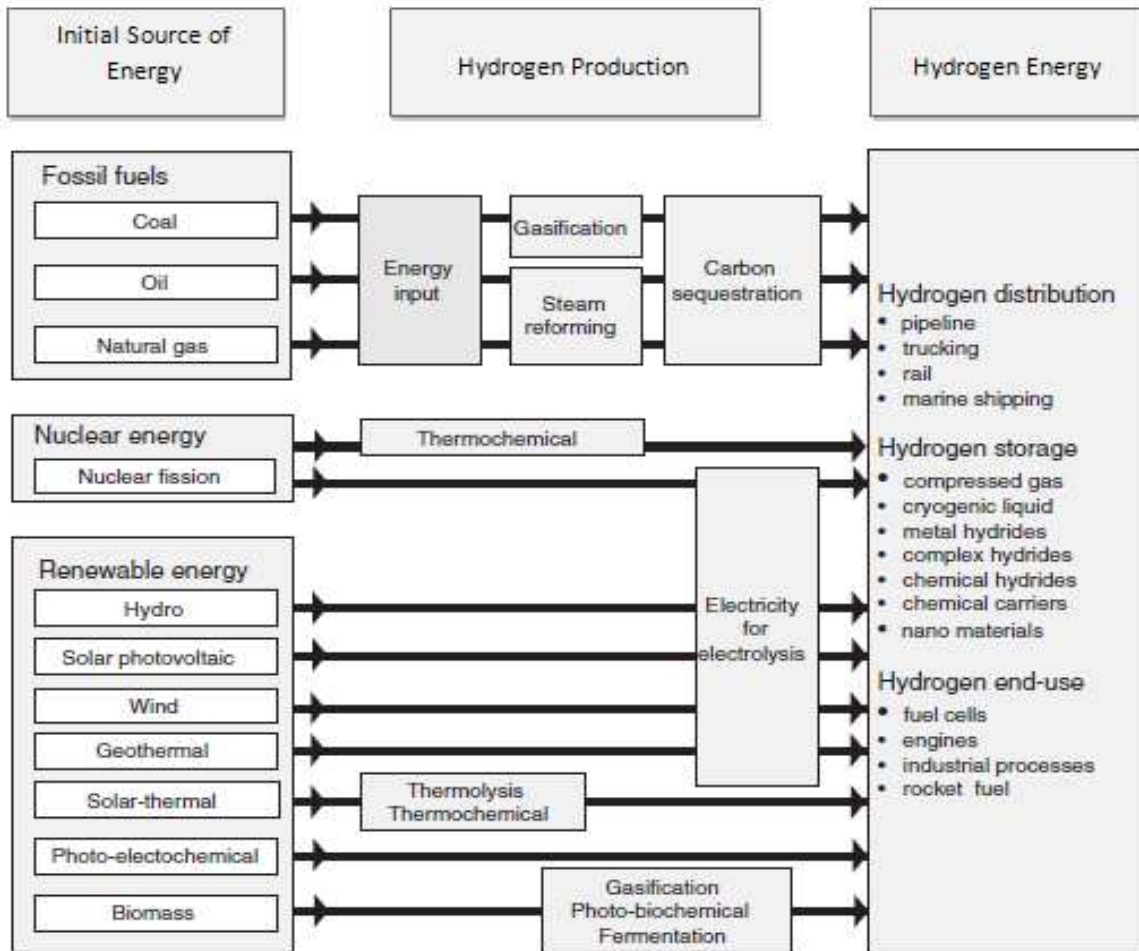 Initial Source of
Energy
Hydrogen Production
Hydrogen Energy
Fossil fuels
Coal
Oil
Natural gas
Energy
input
Gasification
Steam
reforming
Carbon
sequestration
Nuclear energy
Nuclear fission
Thermochemical
Renewable energy
Hydro
Solar photovoltaic
Wind
Geothermal
Solar-thermal
Photo-electochemical
Biomass
Electricity
for
electrolysis
Thermolysis
Thermochemical
Gasification
Photo-biochemical
Fermentation
Hydrogen distribution
• pipeline
• trucking
• rail
• marine shipping
Hydrogen storage
• compressed gas
• cryogenic liquid
• metal hydrides
• complex hydrides
• chemical hydrides
• chemical carriers
• nano materials
Hydrogen end-use
• fuel cells
• engines
• industrial processes
• rocket fuel